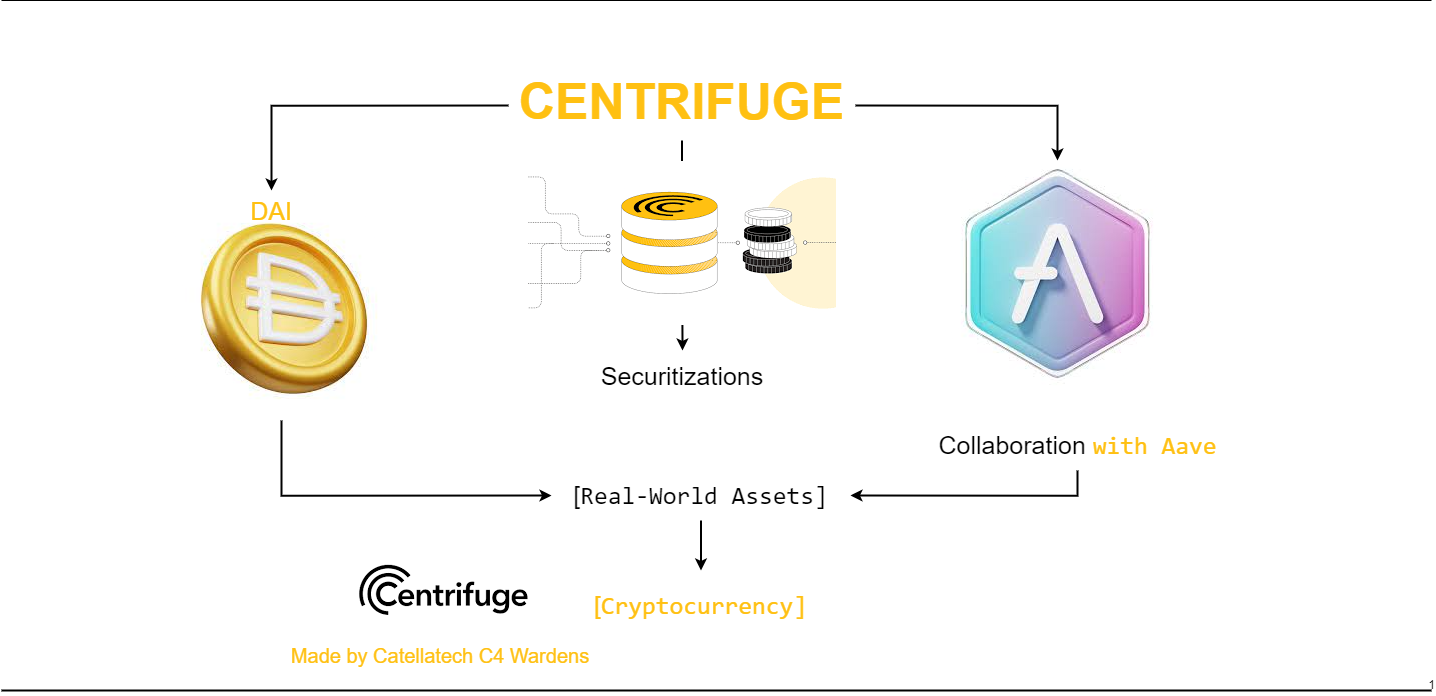 CENTRIFUGE
DAI
Securitizations
Collaboration with Aave
[Real-World Assets]
Centrifuge
[Cryptocurrency]
Made by Catellatech C4 Wardens
1